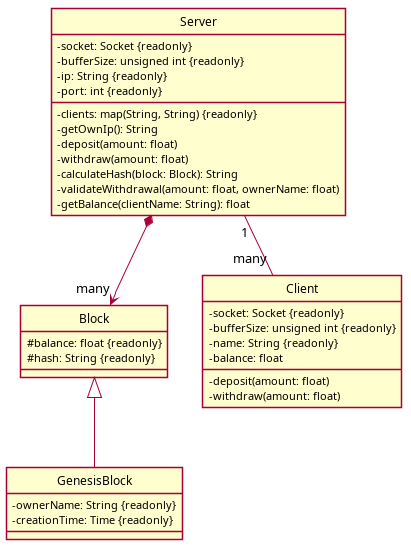 Server
-socket: Socket {readonly}
-bufferSize: unsigned int {readonly}
-ip: String {readonly}
-port: int {readonly}
-clients: map(String, String) {readonly}
-getOwnIp(): String
-deposit(amount: float)
-withdraw(amount: float)
-calculateHash(block: Block): String
-validateWithdrawal(amount: float, ownerName: float)
-getBalance(clientName: String): float
1
many
many
Client
-socket: Socket {readonly}
-bufferSize: unsigned int {readonly}
-name: String {readonly}
-balance: float
-deposit(amount: float)
-withdraw(amount: float)
Block
#balance: float {readonly}
#hash: String {readonly}
GenesisBlock
-ownerName: String {readonly}
-creationTime: Time {readonly}